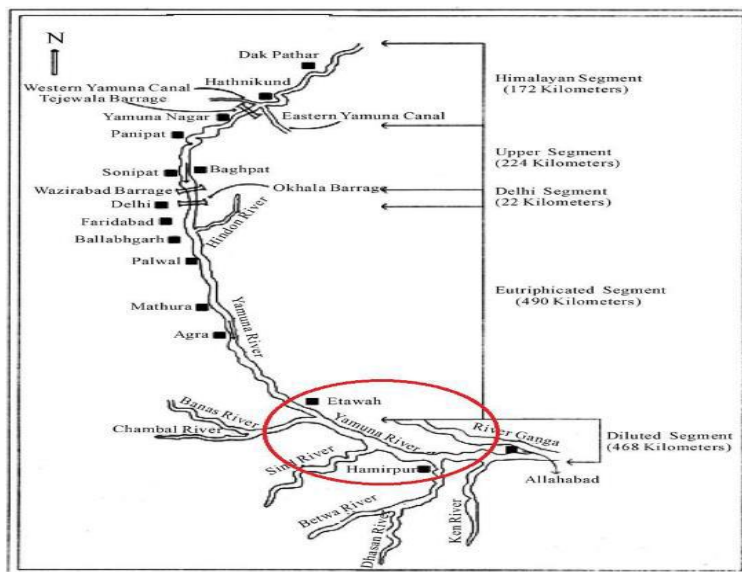 N
Dak Pathar
Western Yamuna Canal
Hathnikund
Tejewala Barrage
Yamuna Nagar
Eastern Yamuna Canal
Panipat
Sonipat
Baghpat
Wazirabad Barrage
Okhala Barrag
Delhi
Faridabad
Hindon River
Ballabhgarh
Palwal
Mathura
Yamuna River
Agra
Etawah
Banas River
Chambal River
Yamuna River
River Ganga
Sind River
Hamirpur
Allahabad
Betwa River
Dhasan River
Ken River
Himalayan Segment
(172 Kilometers)
Upper Segment
(224 Kilometers)
Delhi Segment
(22 Kilometers)
Eutriphicated Segment
(490 Kilometers)
Diluted Segment
(468 Kilometers)